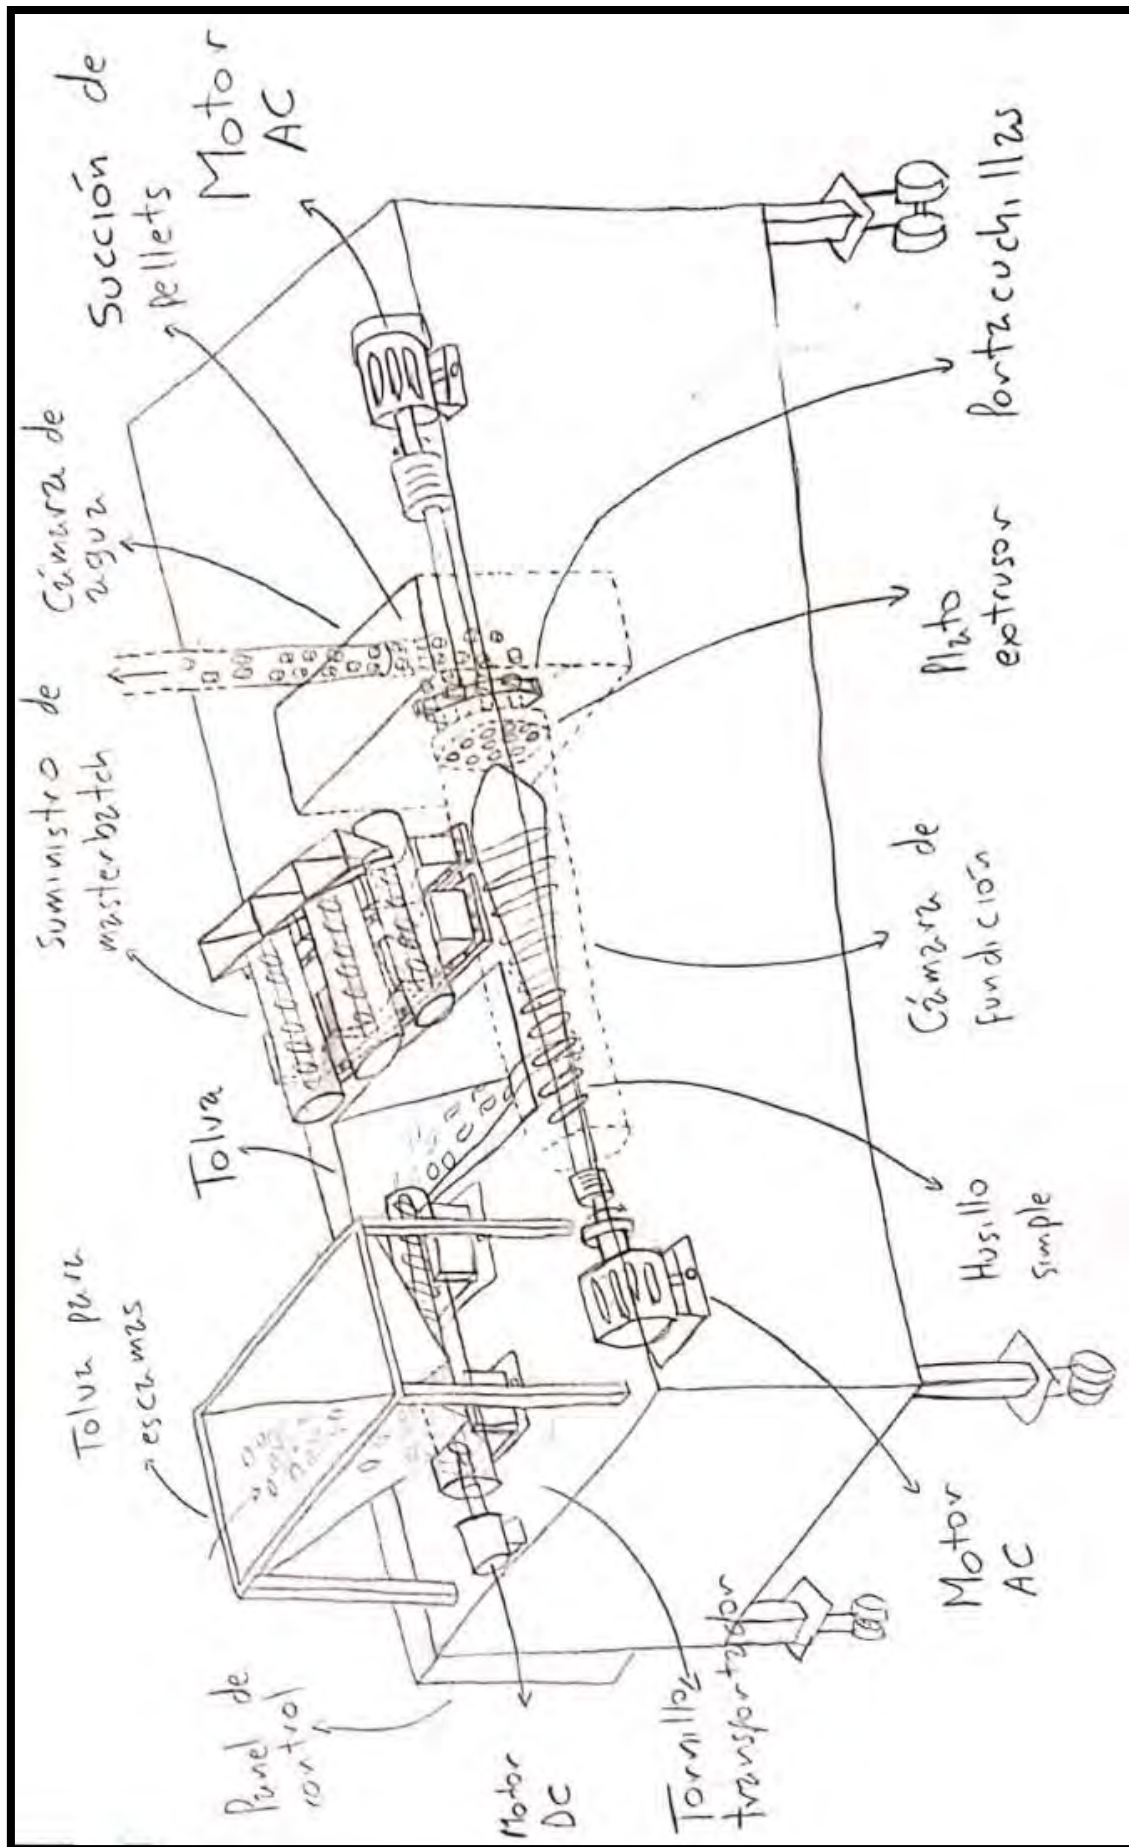 Panel de
control
Tolva para
escamas
Tolva
Suministro de
masterbatch
Cámara de
agua
Succión de
pellets
Motor
AC
Motor
DC
Tornillo
transportador
Motor
AC
Husillo
simple
Cámara de
fundición
Plato
extrusor
Portacuchillas